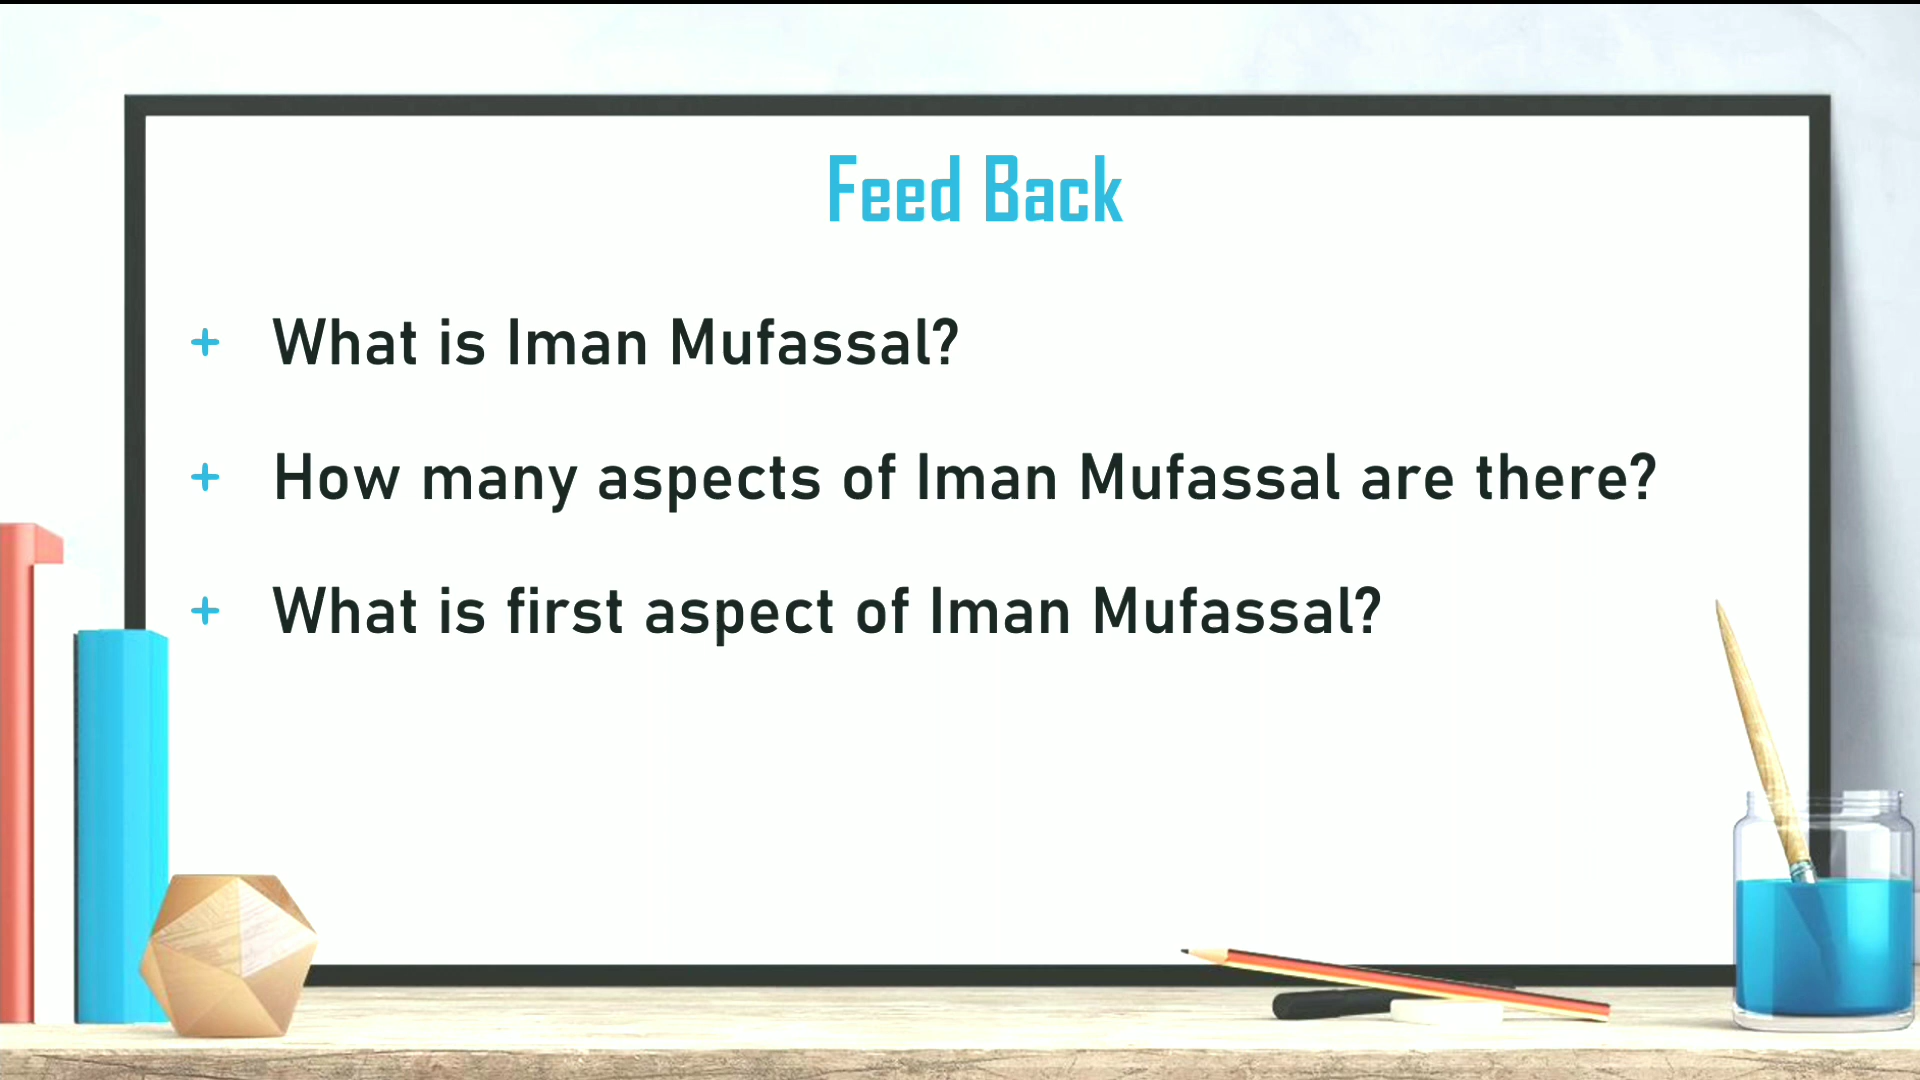 Feed Back
+ What is Iman Mufassal?
+ How many aspects of Iman Mufassal are there?
+ What is first aspect of Iman Mufassal?